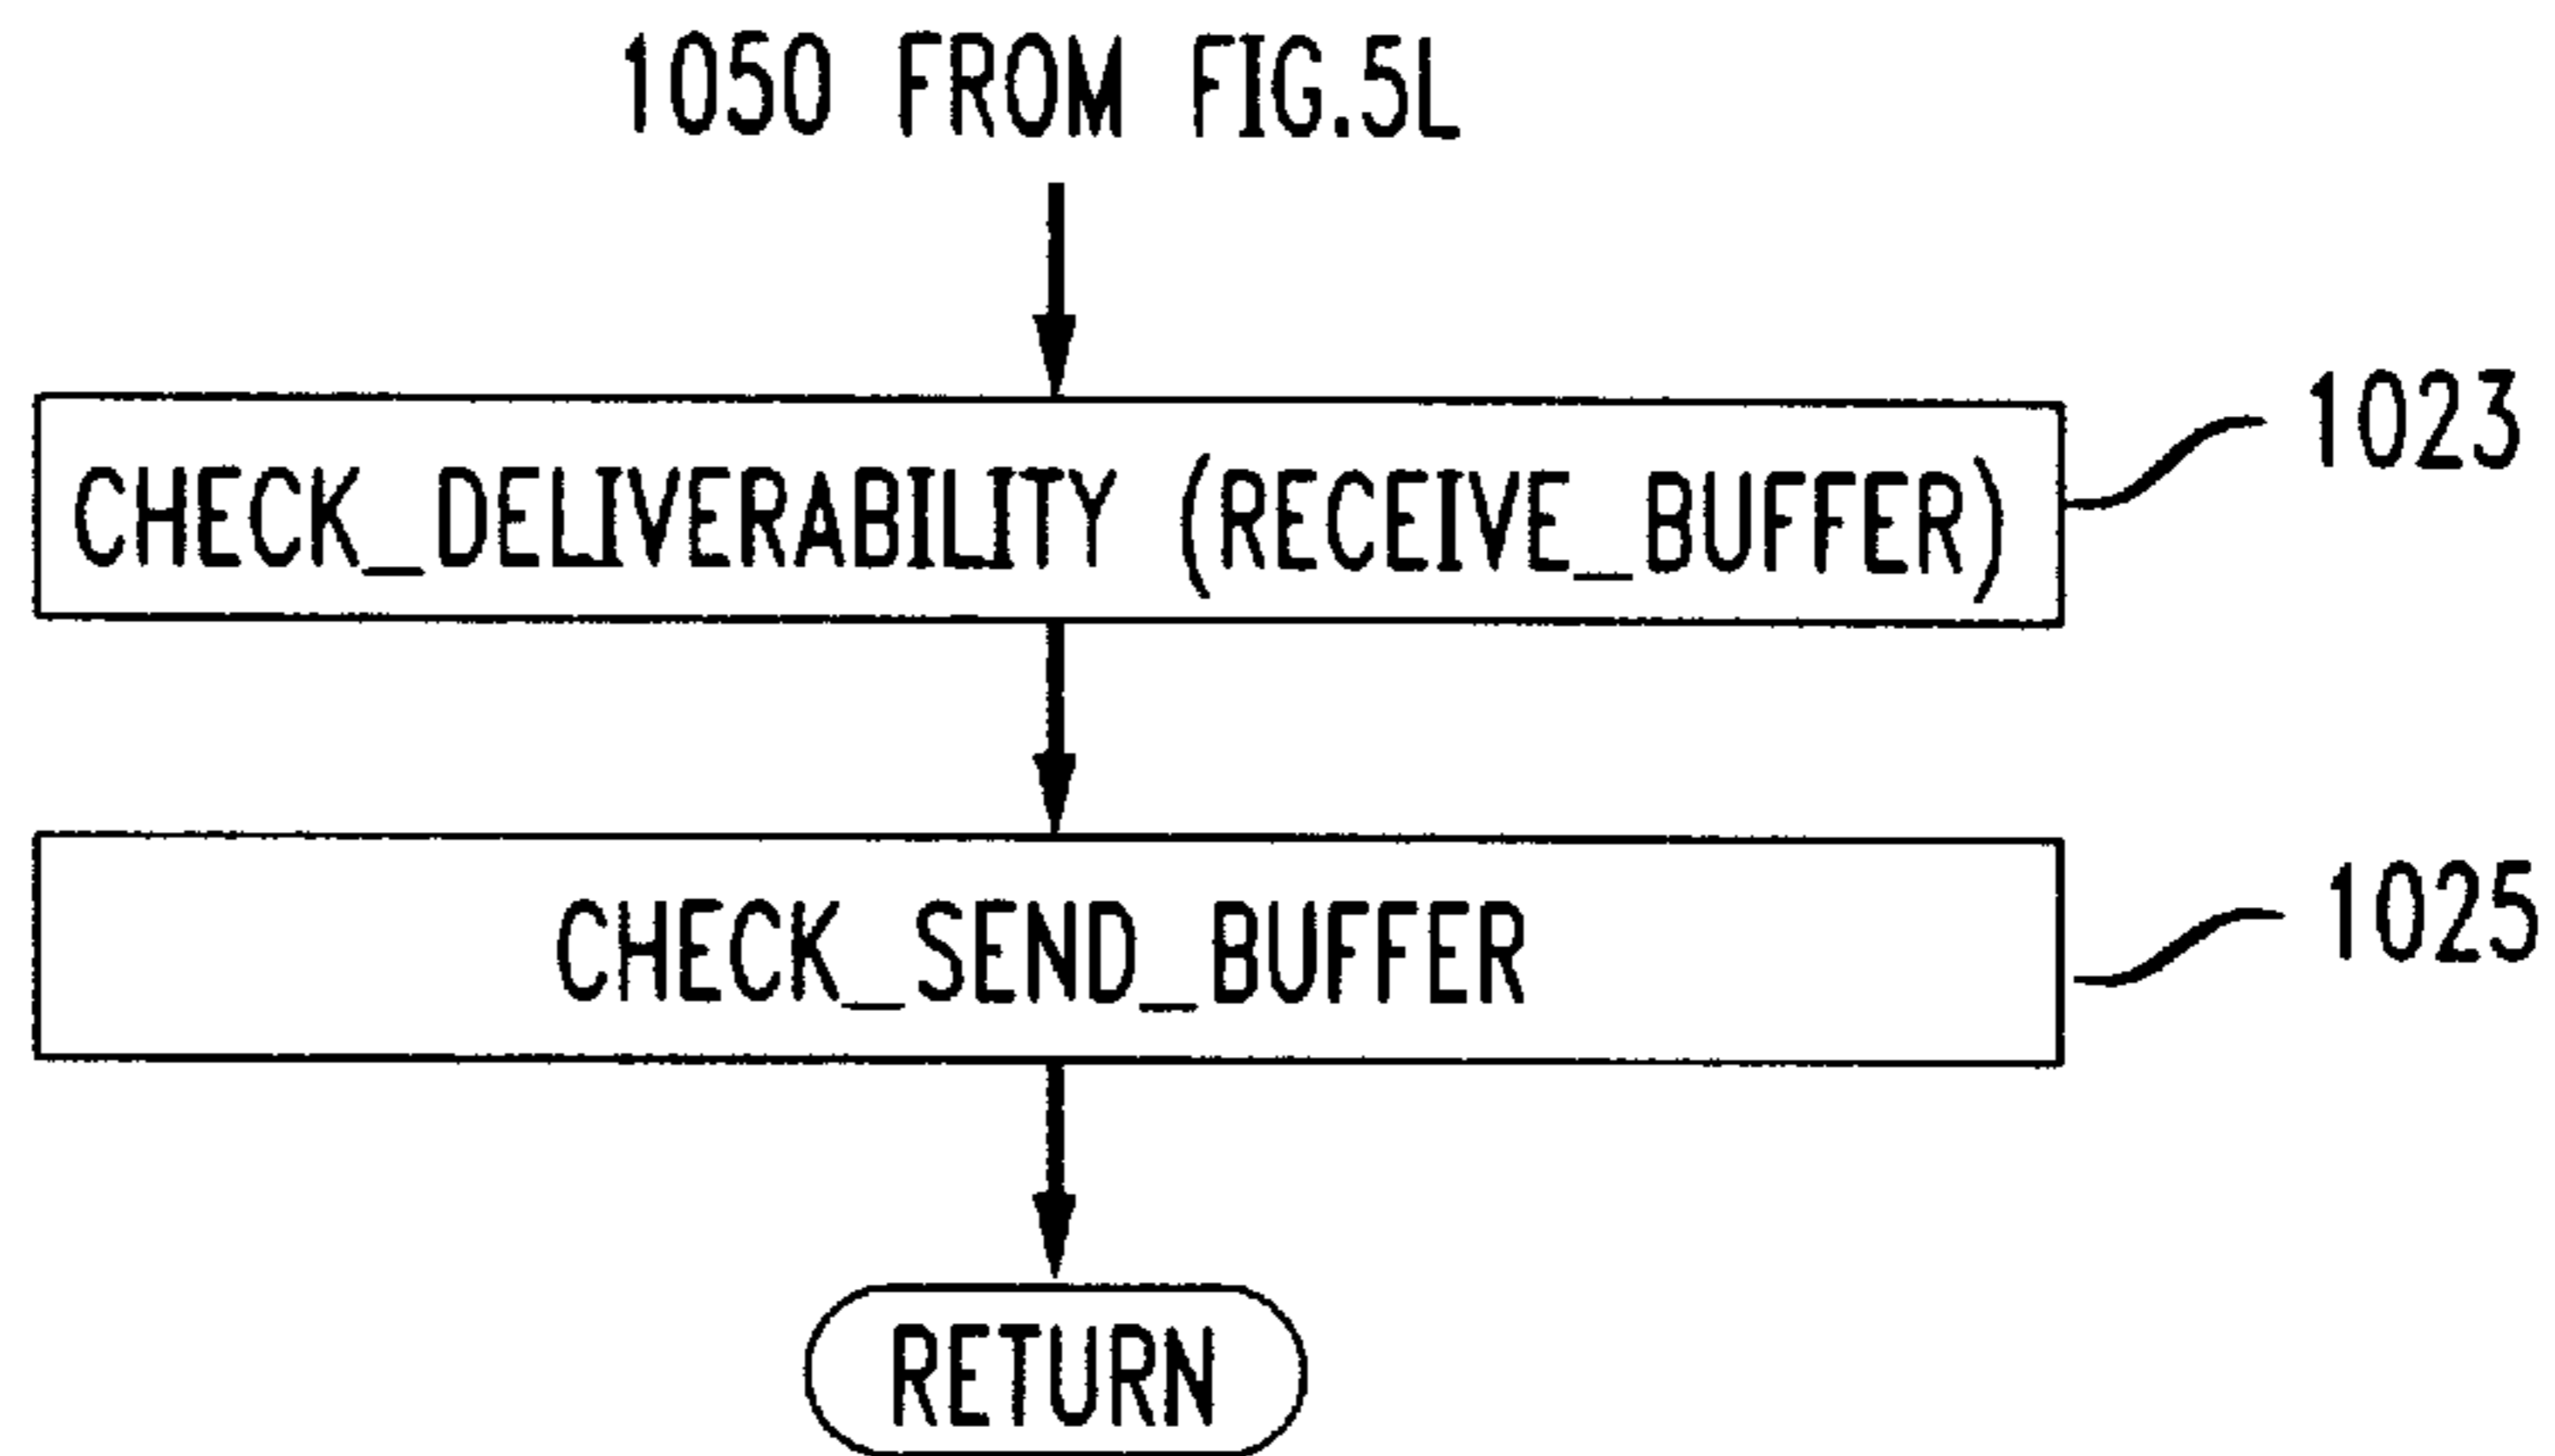 1050 FROM FIG.5L
1023
CHECK_DELIVERABILITY (RECEIVE_BUFFER)
1025
CHECK_SEND_BUFFER
RETURN